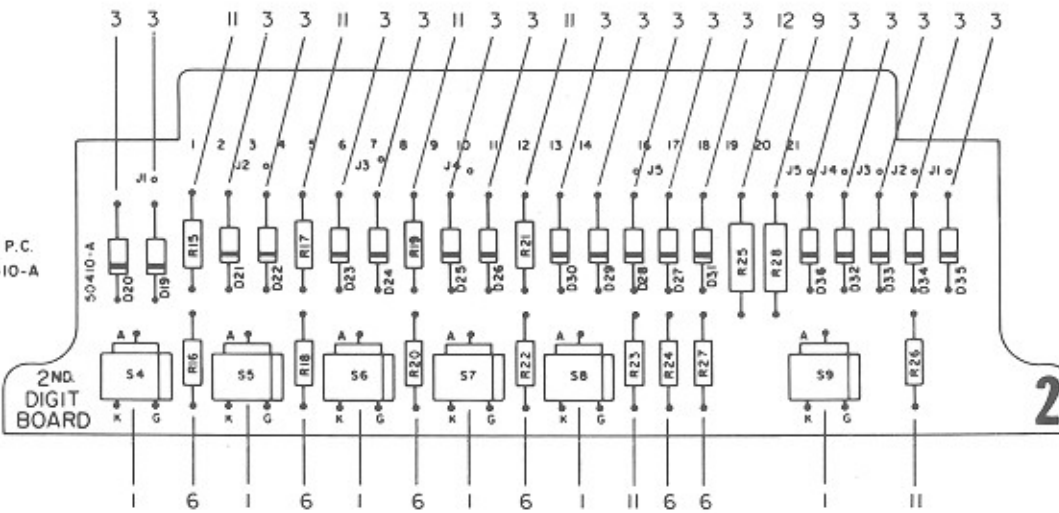 3 3 11 3 3 11 3 3 11 3 3 11 3 3 3 3 3 12 9 3 3 3 3 3
1 2 3 4 5 6 7 8 9 10 11 12 13 14 16 17 18 19 20 21
J1 J2 J3 J4 J5 J5 J4 J3 J2 J1
P.C.
10-A
50410-A
D20 D19 R15 D21 D22 R17 D23 D24 R19 D25 D26 R21 D30 D29 D28 D27 D31 R25 R28 D36 D32 D33 D34 D35
A A A A A A
S4 R16 S5 R18 S6 R20 S7 R22 S8 R23 R24 R27 S9 R26
K G K G K G K G K G K G
2ND.
DIGIT
BOARD
2
1 6 1 6 1 6 1 6 1 11 6 6 1 11